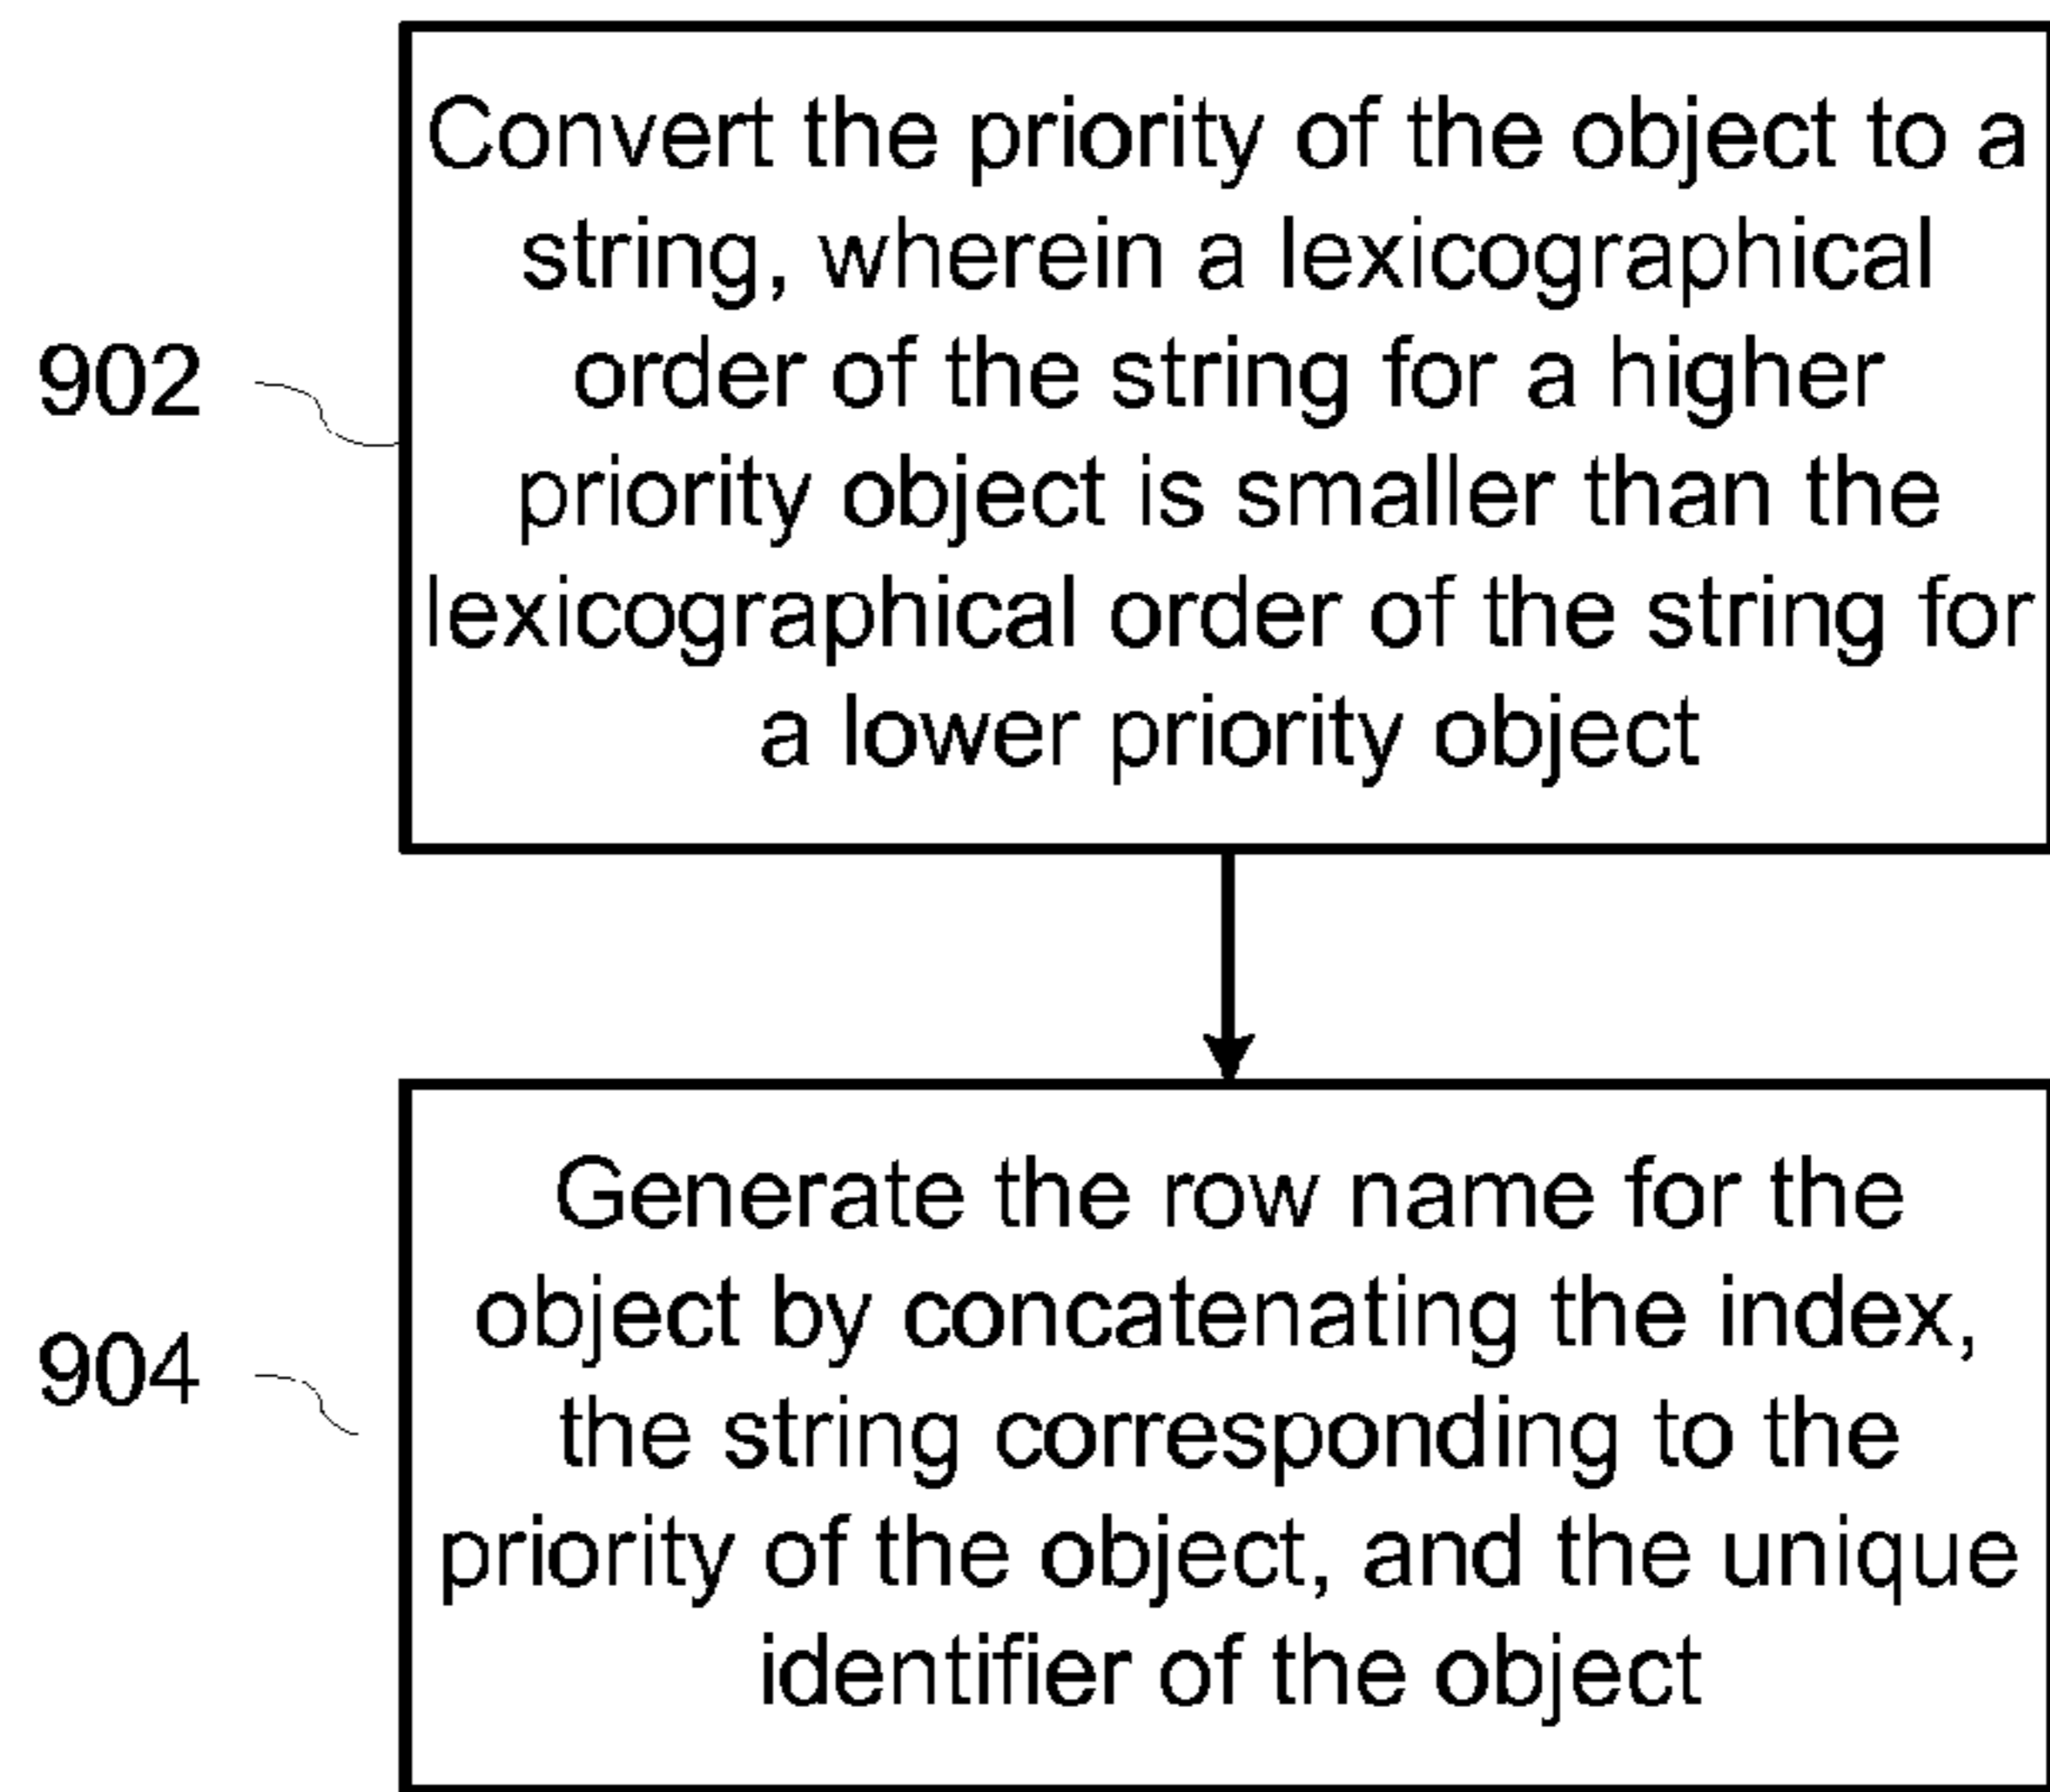 Convert the priority of the object to a
string, wherein a lexicographical
order of the string for a higher
902
priority object is smaller than the
lexicographical order of the string for
a lower priority object
Generate the row name for the
object by concatenating the index,
904
the string corresponding to the
priority of the object, and the unique
identifier of the object